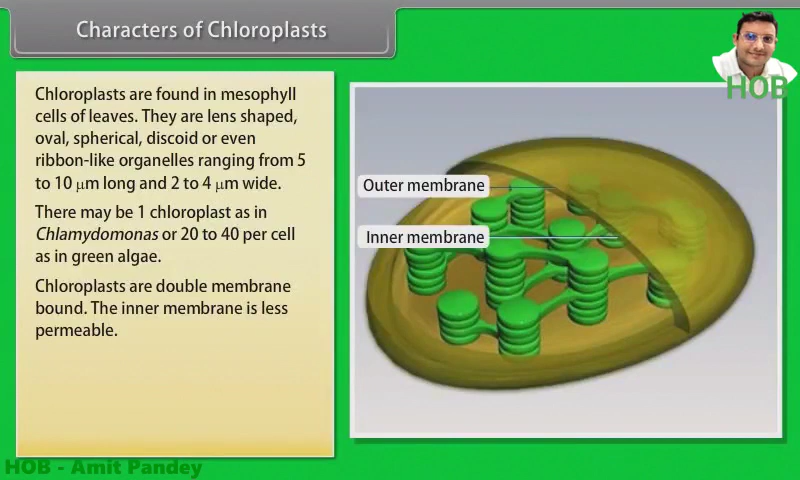 Characters of Chloroplasts
HOB
Chloroplasts are found in mesophyll
cells of leaves. They are lens shaped,
oval, spherical, discoid or even
ribbon-like organelles ranging from 5
to 10 μm long and 2 to 4 μm wide.
There may be 1 chloroplast as in
Chlamydomonas or 20 to 40 per cell
as in green algae.
Chloroplasts are double membrane
bound. The inner membrane is less
permeable.
Outer membrane
Inner membrane
HOB - Amit Pandey